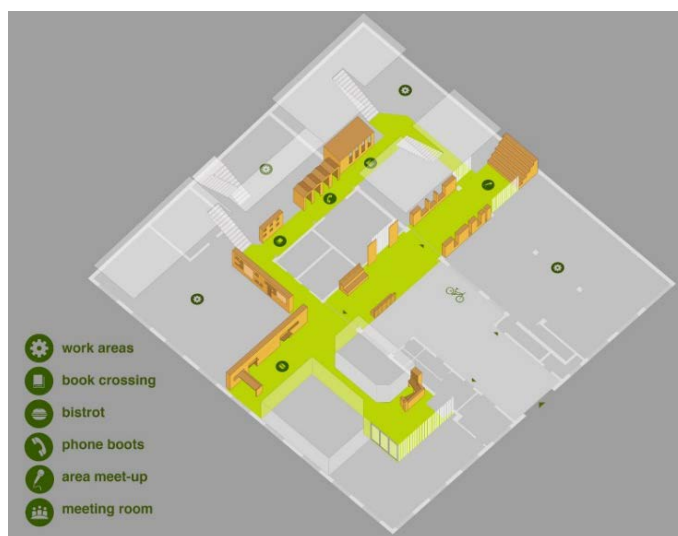 work areas
book crossing
bistrot
phone boots
area meet-up
meeting room